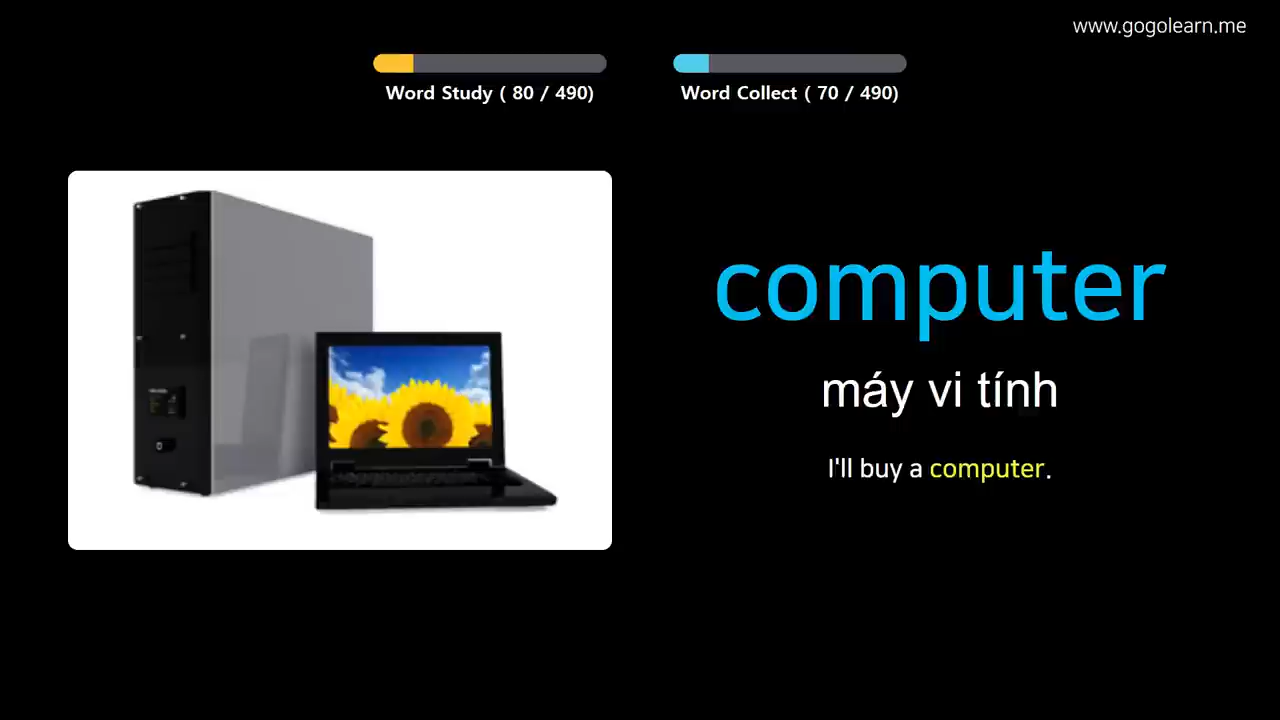 www.gogolearn.me
Word Study ( 80 / 490)
Word Collect ( 70 / 490)
computer
máy vi tính
I'll buy a computer.